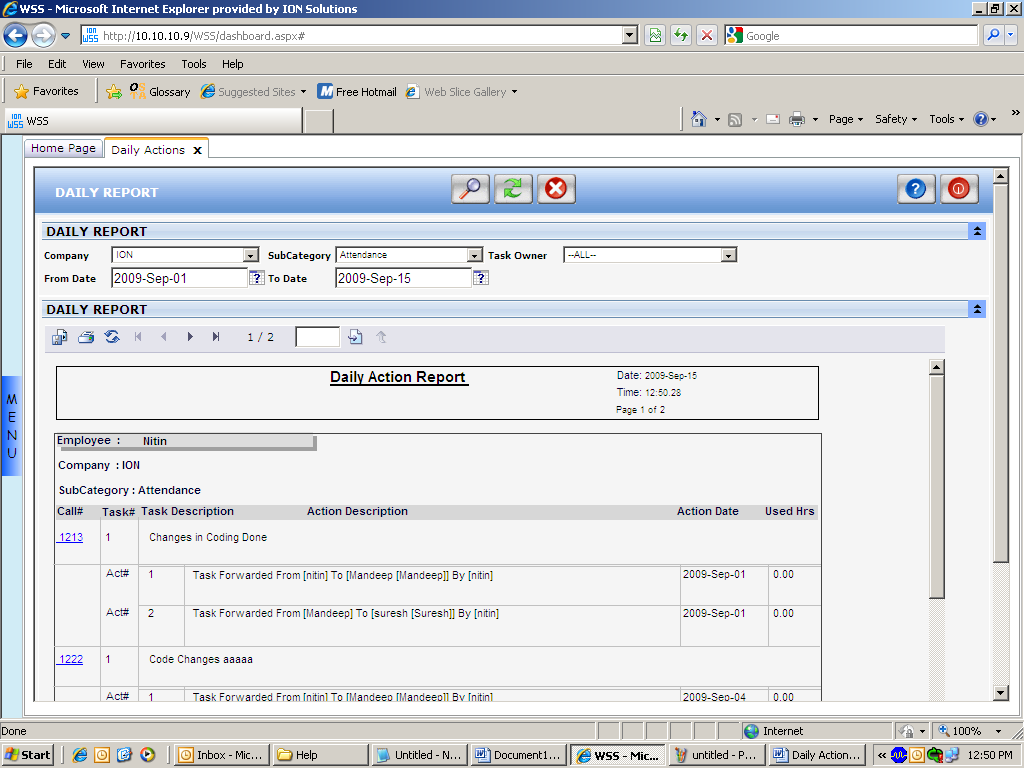 WSS - Microsoft Internet Explorer provided by ION Solutions
ION WSS http://10.10.10.9/WSS/dashboard.aspx# Google
File Edit View Favorites Tools Help
Favorites Glossary Suggested Sites Free Hotmail Web Slice Gallery
ION WSS WSS Page Safety Tools »
Home Page Daily Actions x
DAILY REPORT
DAILY REPORT
Company ION SubCategory Attendance Task Owner --ALL--
From Date 2009-Sep-01 ? To Date 2009-Sep-15 ?
DAILY REPORT
1 / 2
MENU
Daily Action Report Date: 2009-Sep-15
Time: 12:50.28
Page 1 of 2
Employee : Nitin
Company : ION
SubCategory : Attendance
Call# Task# Task Description Action Description Action Date Used Hrs
1213 1 Changes in Coding Done
Act# 1 Task Forwarded From [nitin] To [Mandeep [Mandeep]] By [nitin] 2009-Sep-01 0.00
Act# 2 Task Forwarded From [Mandeep] To [suresh [Suresh]] By [nitin] 2009-Sep-01 0.00
1222 1 Code Changes aaaaa
Act# 1 Task Forwarded From [nitin] To [Mandeep [Mandeep]] By [nitin] 2009-Sep-04 0.00
Done Internet 100%
Start Inbox - Mic... Help Untitled - N... Document1... WSS - Mic... untitled - P... Daily Action... « 12:50 PM